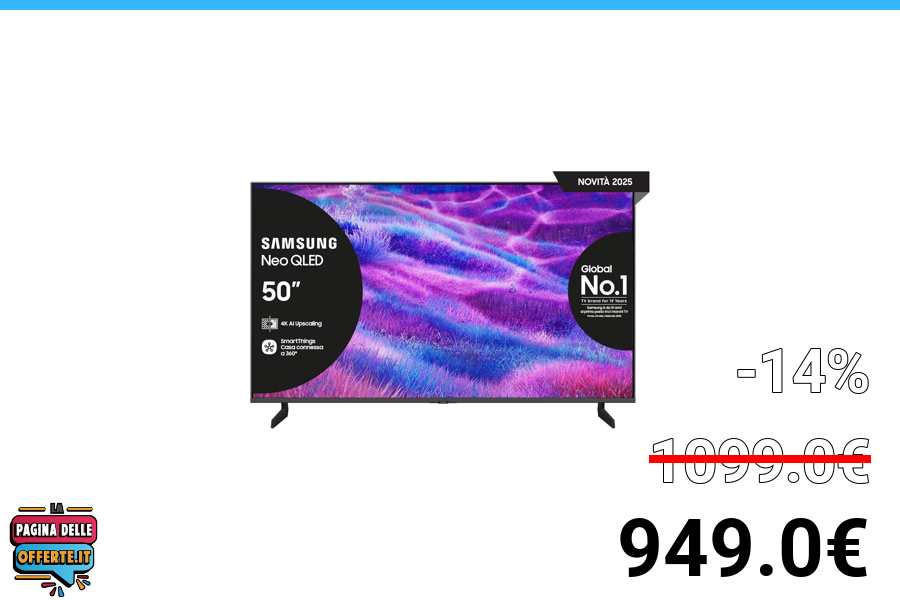 NOVITÀ 2025
SAMSUNG
Neo QLED
50”
4K AI Upscaling
SmartThings
Casa connessa
a 360°
Global
No.1
TV brand for 19 Years
-14%
1099.0€
949.0€
LA
PAGINA DELLE
OFFERTE.IT